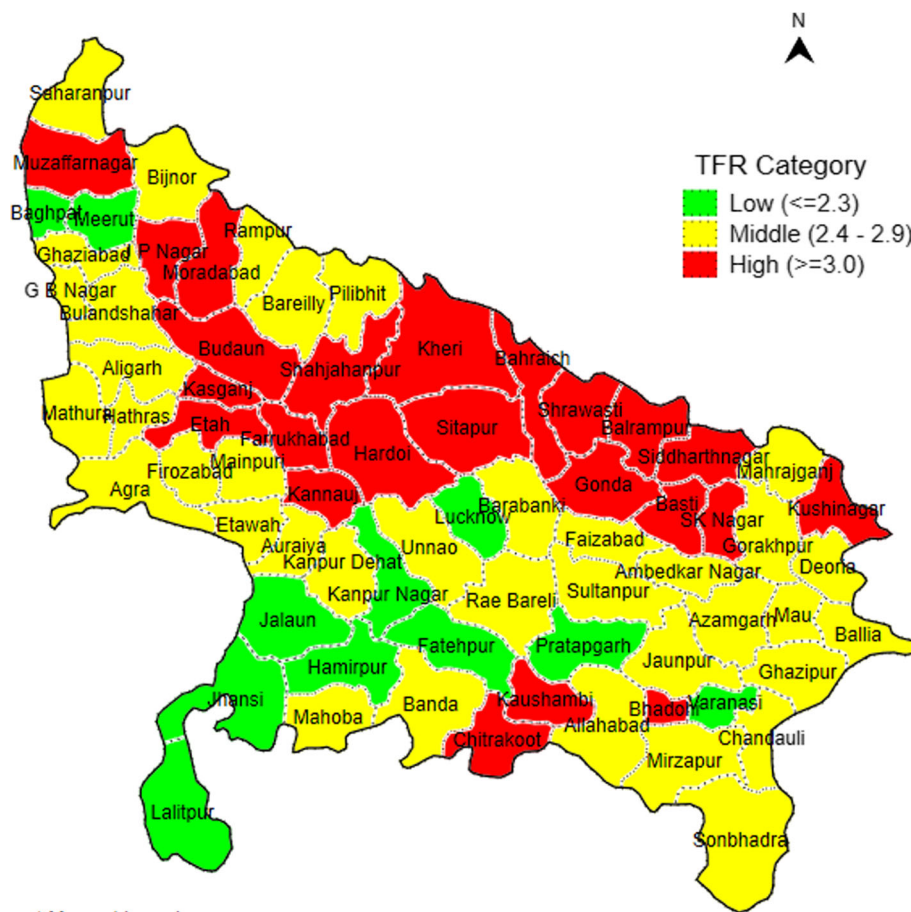 N
TFR Category
Low (<=2.3)
Middle (2.4 - 2.9)
High (>=3.0)
Saharanpur
Muzaffarnagar
Bijnor
Baghpat
Meerut
Ghaziabad
J P Nagar
Rampur
Moradabad
G B Nagar
Bulandshahar
Bareilly
Pilibhit
Budaun
Kheri
Bahraich
Aligarh
Shahjahanpur
Kasganj
Mathura
Hathras
Etah
Farrukhabad
Hardoi
Sitapur
Shrawasti
Balrampur
Siddharthnagar
Mahrajganj
Firozabad
Mainpuri
Agra
Kannauj
Gonda
Basti
SK Nagar
Kushinagar
Etawah
Lucknow
Barabanki
Auraiya
Kanpur Dehat
Unnao
Faizabad
Gorakhpur
Deoria
Ambedkar Nagar
Kanpur Nagar
Rae Bareli
Sultanpur
Jalaun
Azamgarh
Mau
Ballia
Fatehpur
Pratapgarh
Hamirpur
Jaunpur
Ghazipur
Jhansi
Mahoba
Banda
Kaushambi
Allahabad
Bhadohi
Varanasi
Chitrakoot
Chandauli
Mirzapur
Lalitpur
Sonbhadra